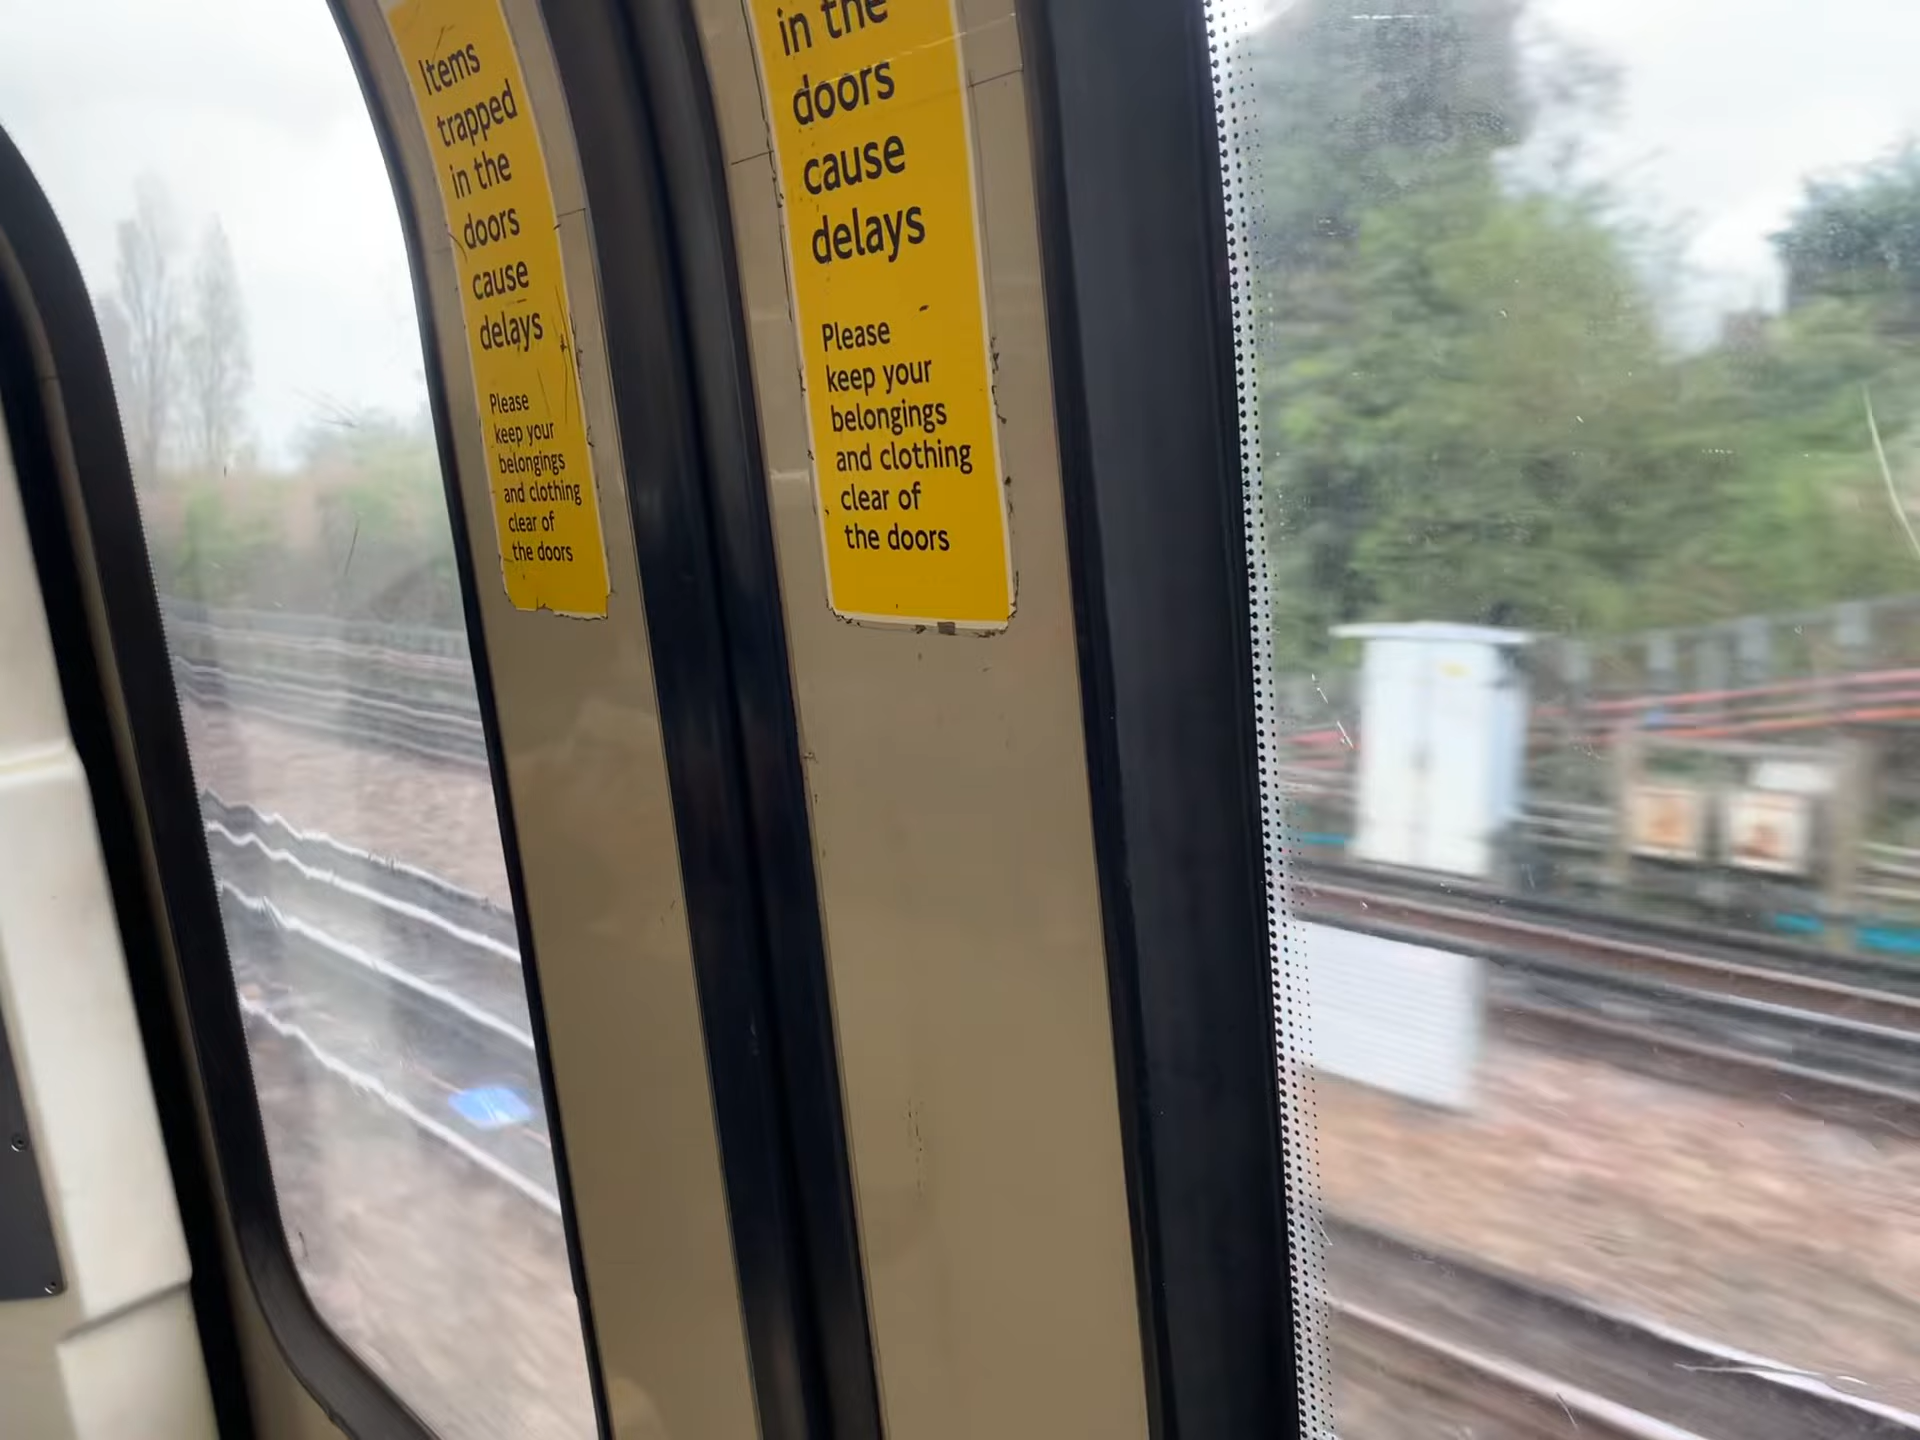 Items
trapped
in the
doors
cause
delays
Please
keep your
belongings
and clothing
clear of
the doors
in the
doors
cause
delays
Please
keep your
belongings
and clothing
clear of
the doors